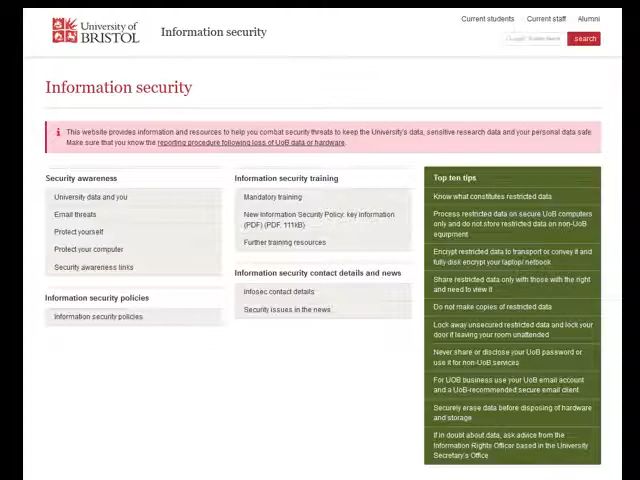 University of
BRISTOL
Information security
Current students
Current staff
Alumni
search
Information security
This website provides information and resources to help you combat security threats to keep the University's data, sensitive research data and your personal data safe
Make sure that you know the reporting procedure following loss of UoB data or hardware.
Security awareness
University data and you
Email threats
Protect yourself
Protect your computer
Security awareness links
Information security policies
Information security policies
Information security training
Mandatory training
New Information Security Policy: key information
(PDF) (PDF, 111kB)
Further training resources
Information security contact details and news
Infosec contact details
Security issues in the news
Top ten tips
Know what constitutes restricted data
Process restricted data on secure UoB computers
only and do not store restricted data on non-UoB
equipment
Encrypt restricted data to transport or convey it and
fully-disk encrypt your laptop/ netbook
Share restricted data only with those with the right
and need to view it
Do not make copies of restricted data
Lock away unsecured restricted data and lock your
door if leaving your room unattended
Never share or disclose your UoB password or
use it for non-UoB services
For UOB business use your UoB email account
and a UoB-recommended secure email client
Securely erase data before disposing of hardware
and storage
If in doubt about data, ask advice from the
Information Rights Officer based in the University
Secretary's Office